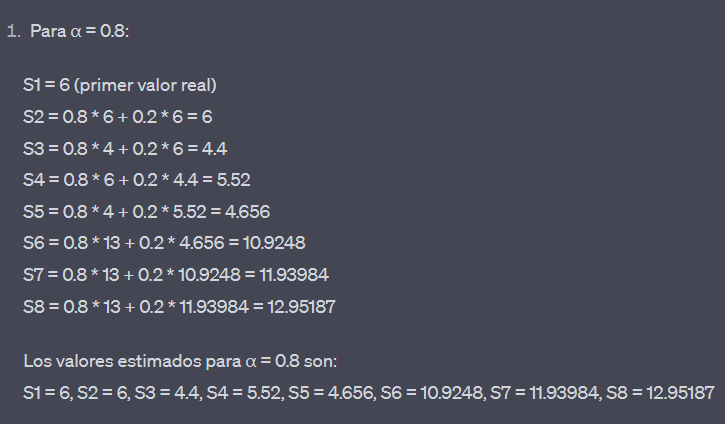 1. Para α = 0.8:
S1 = 6 (primer valor real)
S2 = 0.8 * 6 + 0.2 * 6 = 6
S3 = 0.8 * 4 + 0.2 * 6 = 4.4
S4 = 0.8 * 6 + 0.2 * 4.4 = 5.52
S5 = 0.8 * 4 + 0.2 * 5.52 = 4.656
S6 = 0.8 * 13 + 0.2 * 4.656 = 10.9248
S7 = 0.8 * 13 + 0.2 * 10.9248 = 11.93984
S8 = 0.8 * 13 + 0.2 * 11.93984 = 12.95187
Los valores estimados para α = 0.8 son:
S1 = 6, S2 = 6, S3 = 4.4, S4 = 5.52, S5 = 4.656, S6 = 10.9248, S7 = 11.93984, S8 = 12.95187